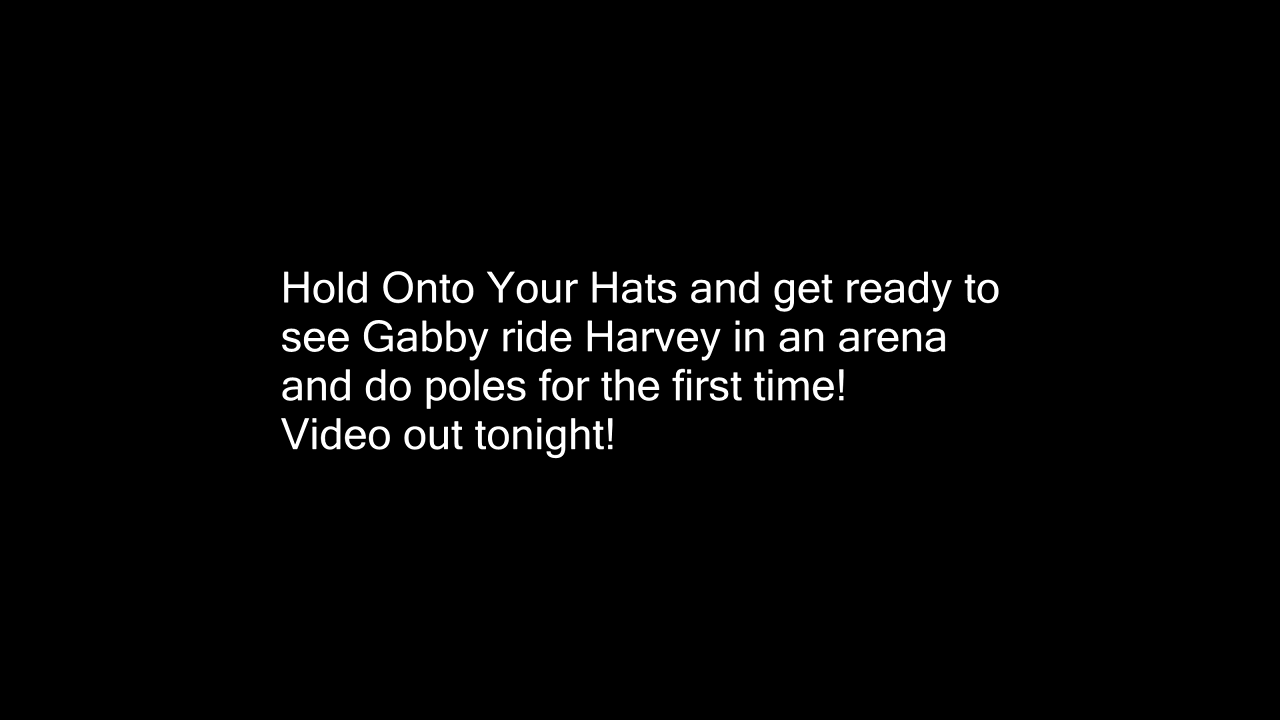 Hold Onto Your Hats and get ready to
see Gabby ride Harvey in an arena
and do poles for the first time!
Video out tonight!